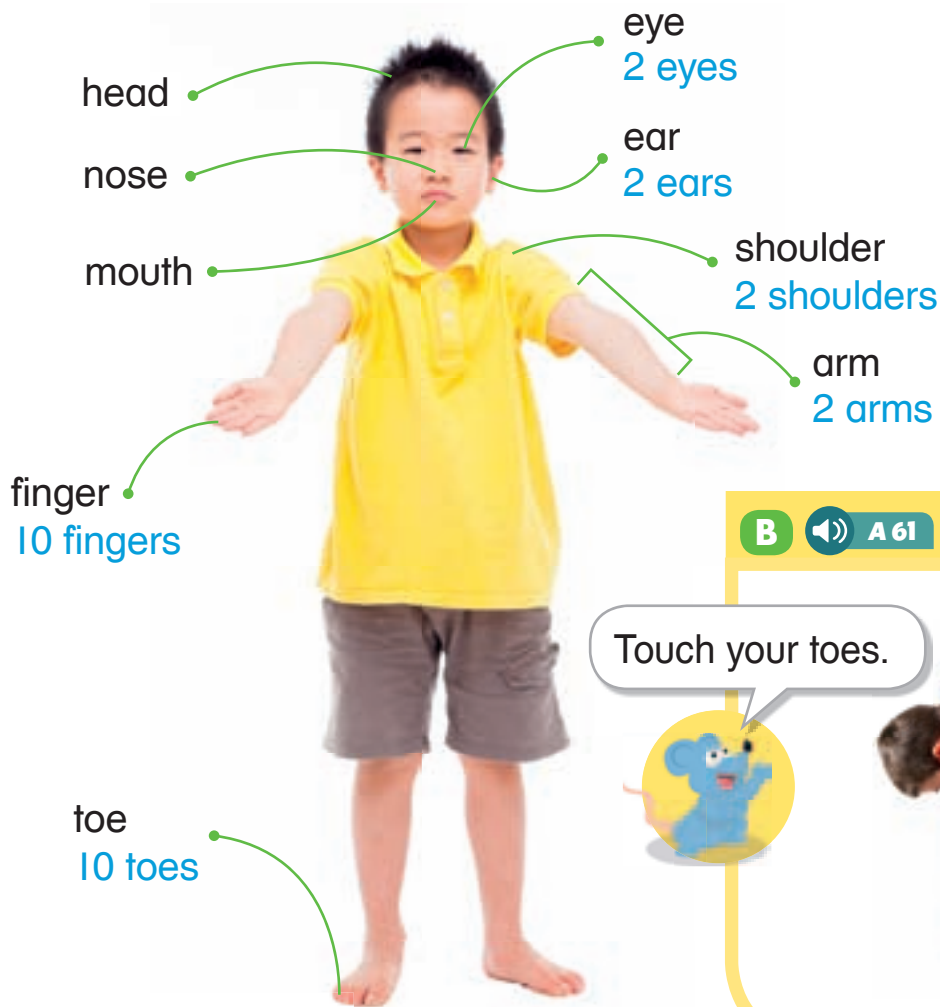 head
nose
mouth
eye
2 eyes
ear
2 ears
shoulder
2 shoulders
arm
2 arms
finger
10 fingers
toe
10 toes
B A 61
Touch your toes.